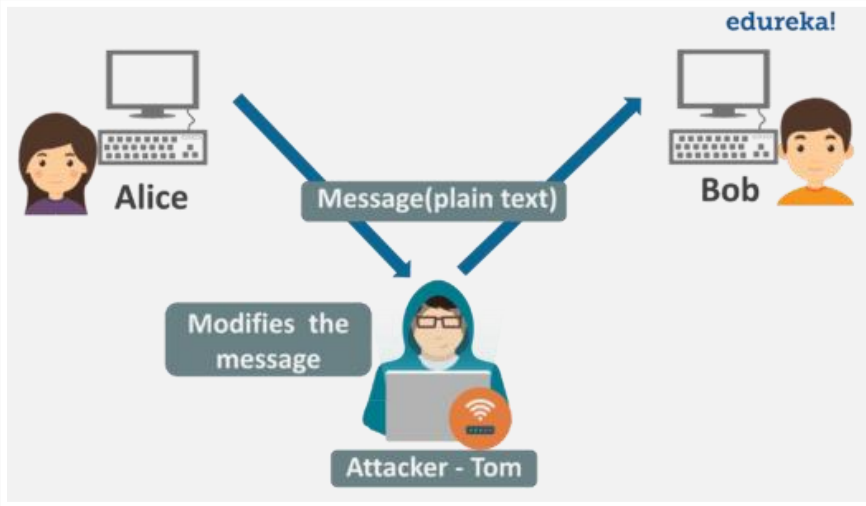 edureka!
Alice
Message(plain text)
Bob
Modifies the
message
Attacker - Tom